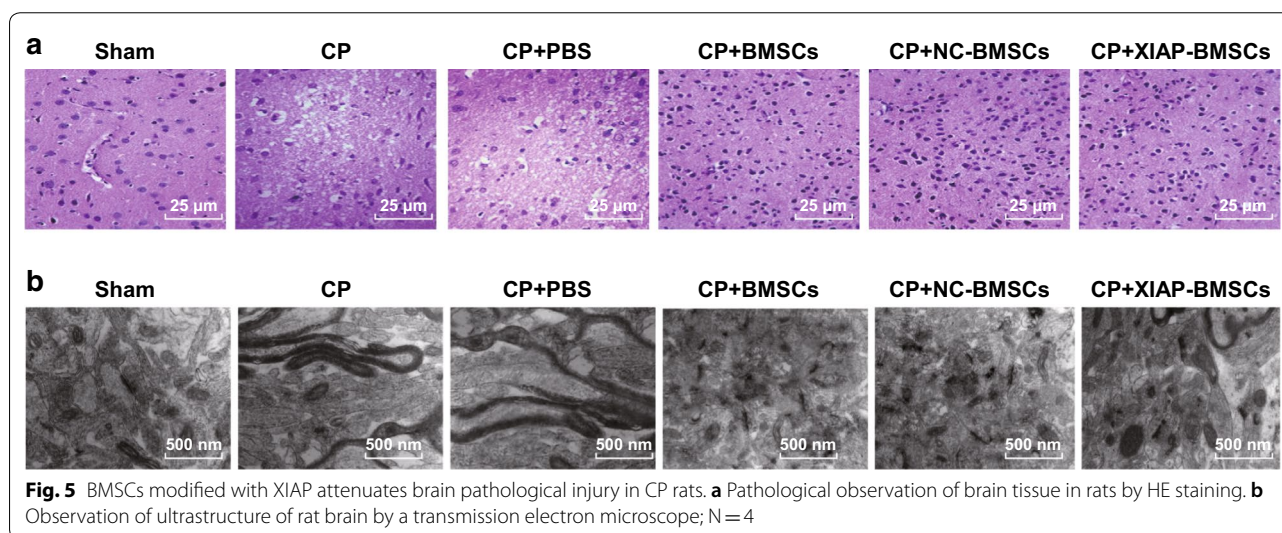 a
Sham CP CP+PBS CP+BMSCs CP+NC-BMSCs CP+XIAP-BMSCs
25 µm 25 µm 25 µm 25 µm 25 µm 25 µm
b
Sham CP CP+PBS CP+BMSCs CP+NC-BMSCs CP+XIAP-BMSCs
500 nm 500 nm 500 nm 500 nm 500 nm 500 nm
Fig. 5 BMSCs modified with XIAP attenuates brain pathological injury in CP rats. a Pathological observation of brain tissue in rats by HE staining. b
Observation of ultrastructure of rat brain by a transmission electron microscope; N = 4